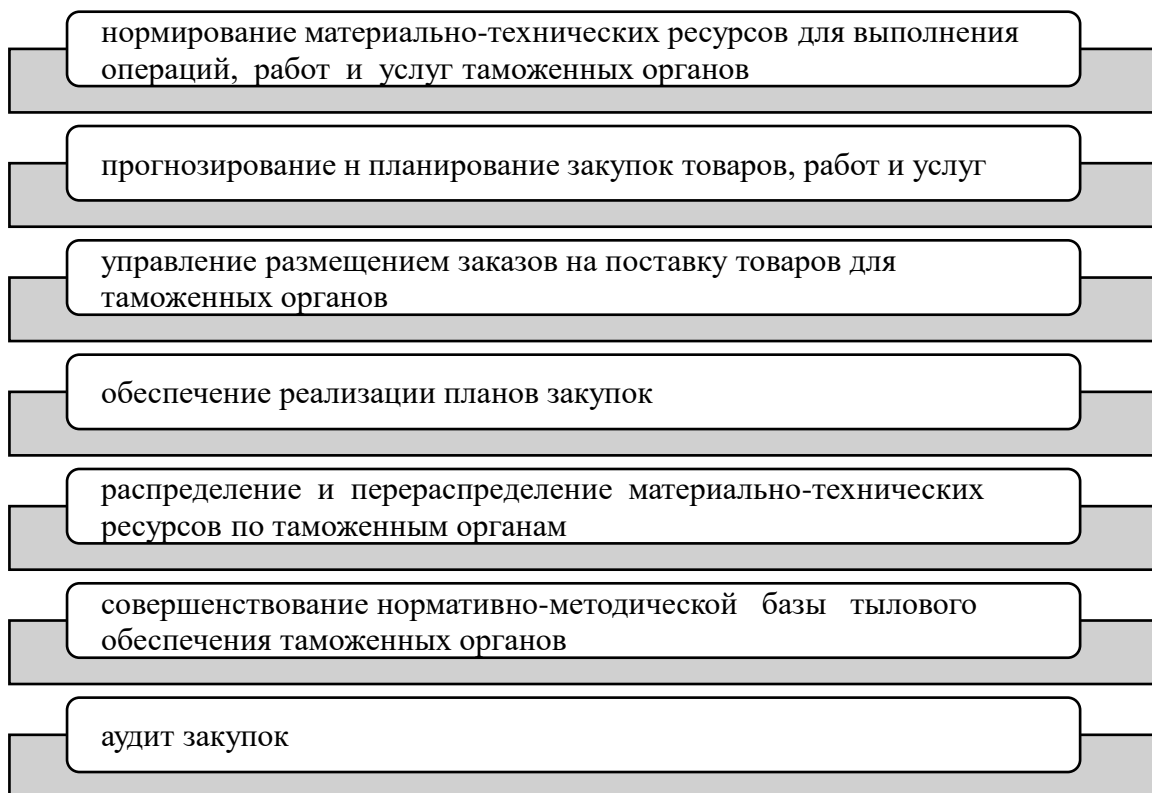 нормирование материально-технических ресурсов для выполнения
операций, работ и услуг таможенных органов
прогнозирование н планирование закупок товаров, работ и услуг
управление размещением заказов на поставку товаров для
таможенных органов
обеспечение реализации планов закупок
распределение и перераспределение материально-технических
ресурсов по таможенным органам
совершенствование нормативно-методической базы тылового
обеспечения таможенных органов
аудит закупок